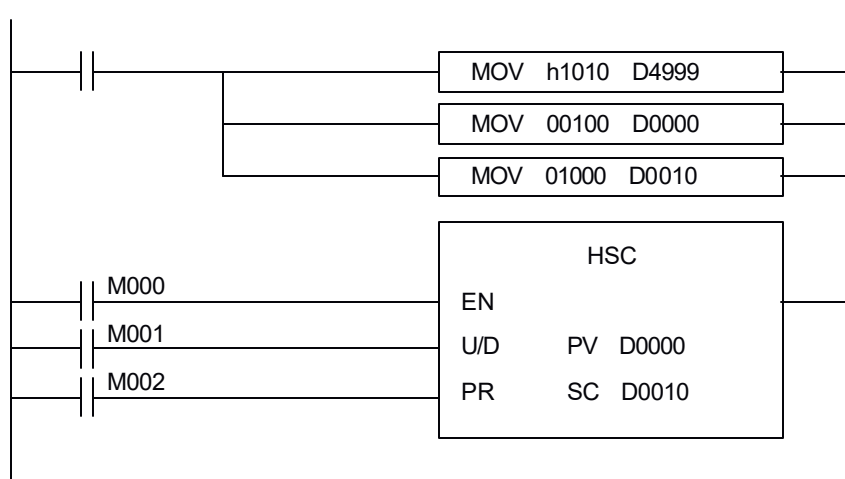 MOV h1010 D4999
MOV 00100 D0000
MOV 01000 D0010
HSC
M000
EN
M001
U/D PV D0000
M002
PR SC D0010